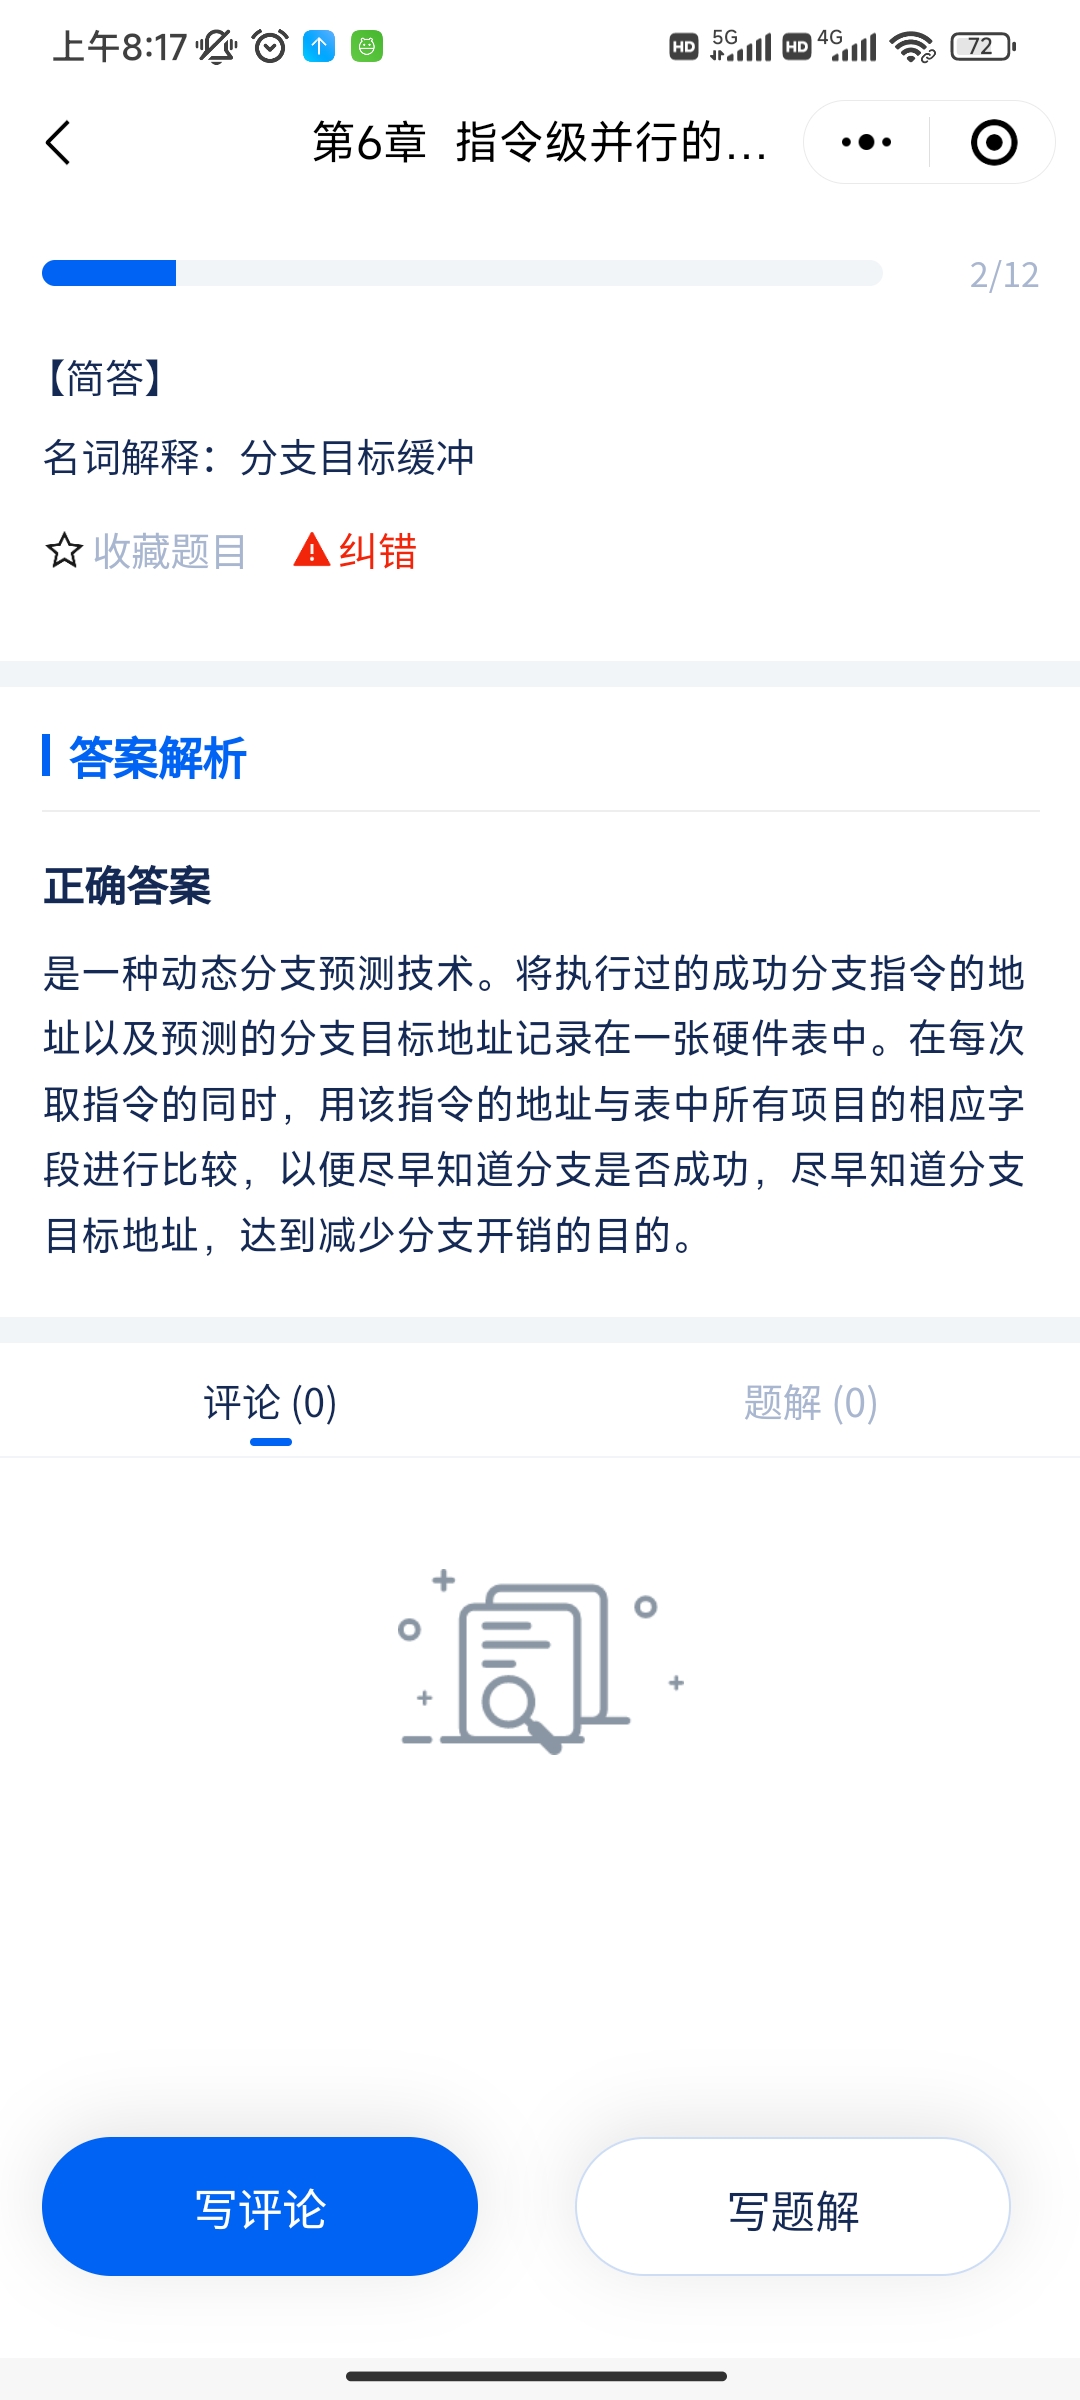 上午8:17
HD 5G HD 4G 72
第6章 指令级并行的...
2/12
【简答】
名词解释：分支目标缓冲
收藏题目 纠错
答案解析
正确答案
是一种动态分支预测技术。将执行过的成功分支指令的地
址以及预测的分支目标地址记录在一张硬件表中。在每次
取指令的同时，用该指令的地址与表中所有项目的相应字
段进行比较，以便尽早知道分支是否成功，尽早知道分支
目标地址，达到减少分支开销的目的。
评论 (0) 题解 (0)
写评论 写题解